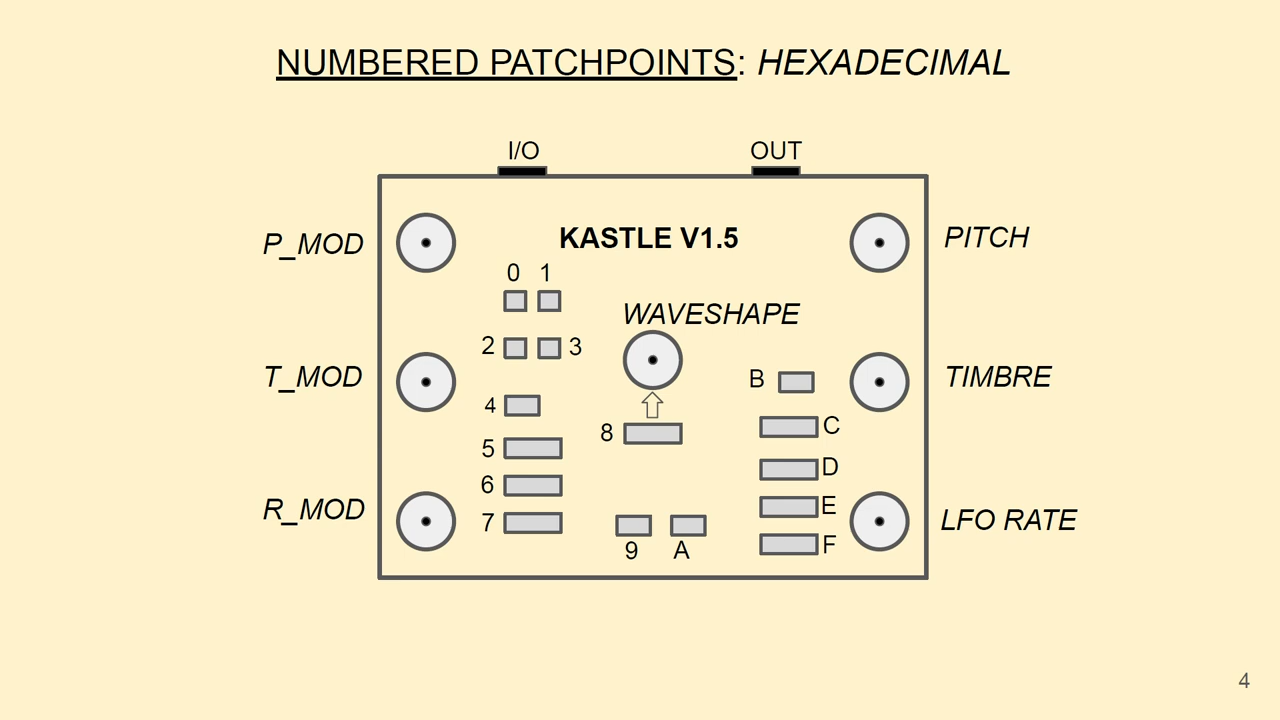 NUMBERED PATCHPOINTS: HEXADECIMAL
I/O
OUT
P_MOD
KASTLE V1.5
PITCH
0 1
WAVESHAPE
2 3
T_MOD
B
TIMBRE
4
8
C
5
D
6
E
R_MOD
7
LFO RATE
9 A
F
4